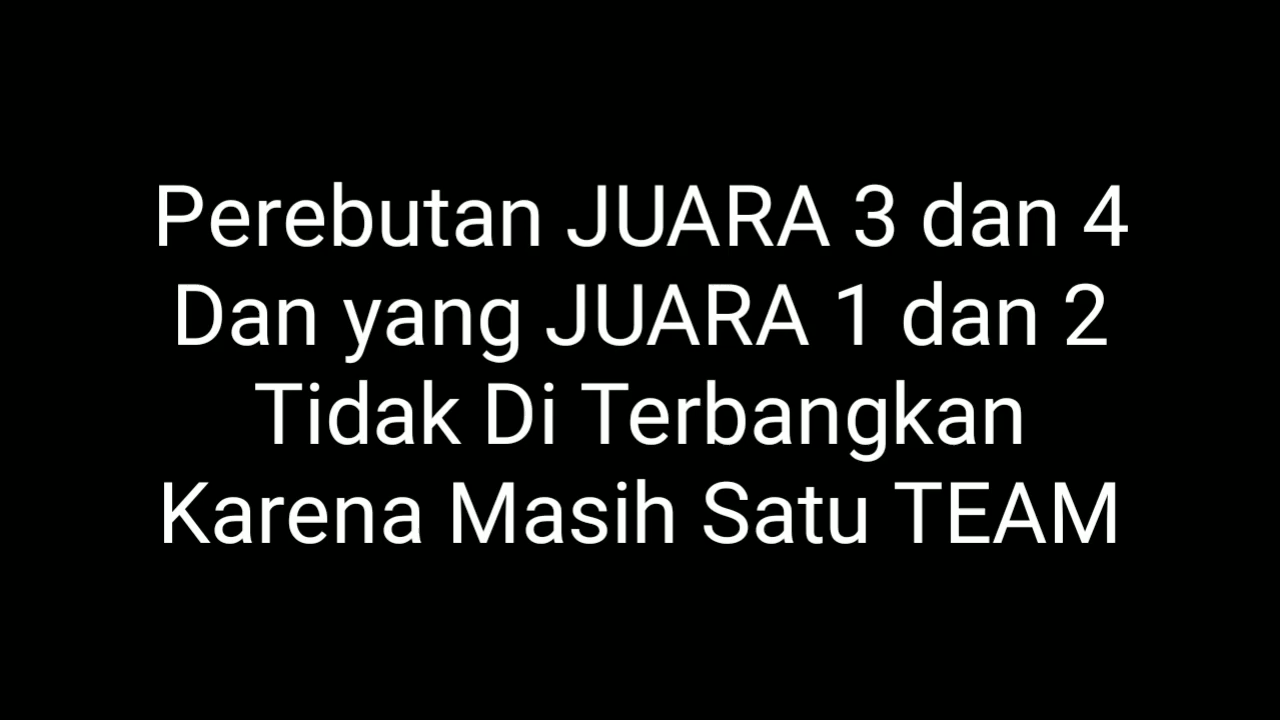 Perebutan JUARA 3 dan 4
Dan yang JUARA 1 dan 2
Tidak Di Terbangkan
Karena Masih Satu TEAM